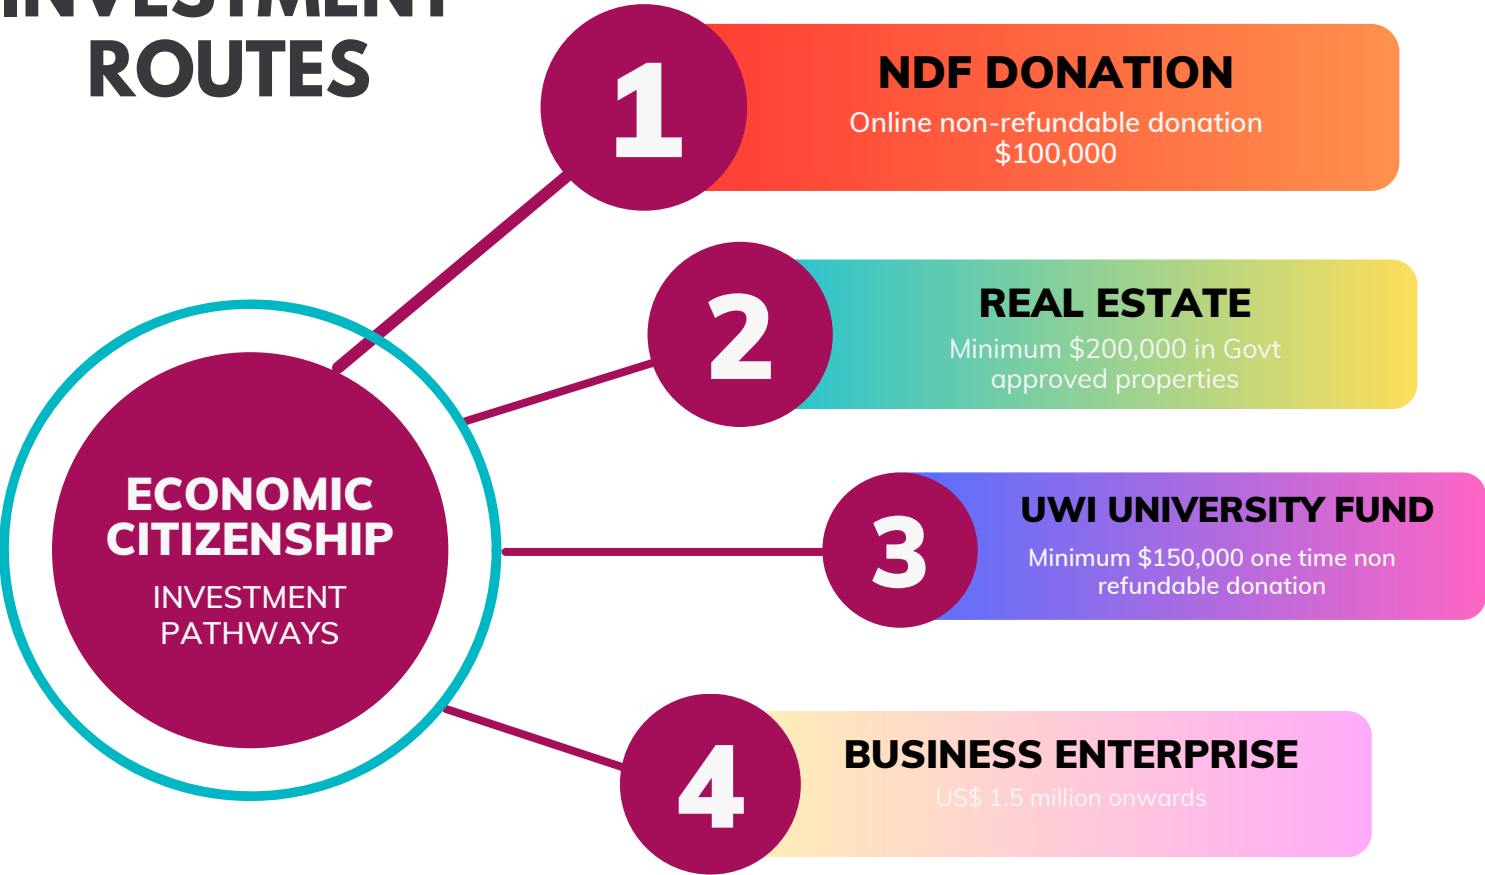 INVESTMENT
ROUTES
1
NDF DONATION
Online non-refundable donation
$100,000
2
REAL ESTATE
Minimum $200,000 in Govt
approved properties
ECONOMIC
CITIZENSHIP
INVESTMENT
PATHWAYS
3
UWI UNIVERSITY FUND
Minimum $150,000 one time non
refundable donation
4
BUSINESS ENTERPRISE
US$ 1.5 million onwards